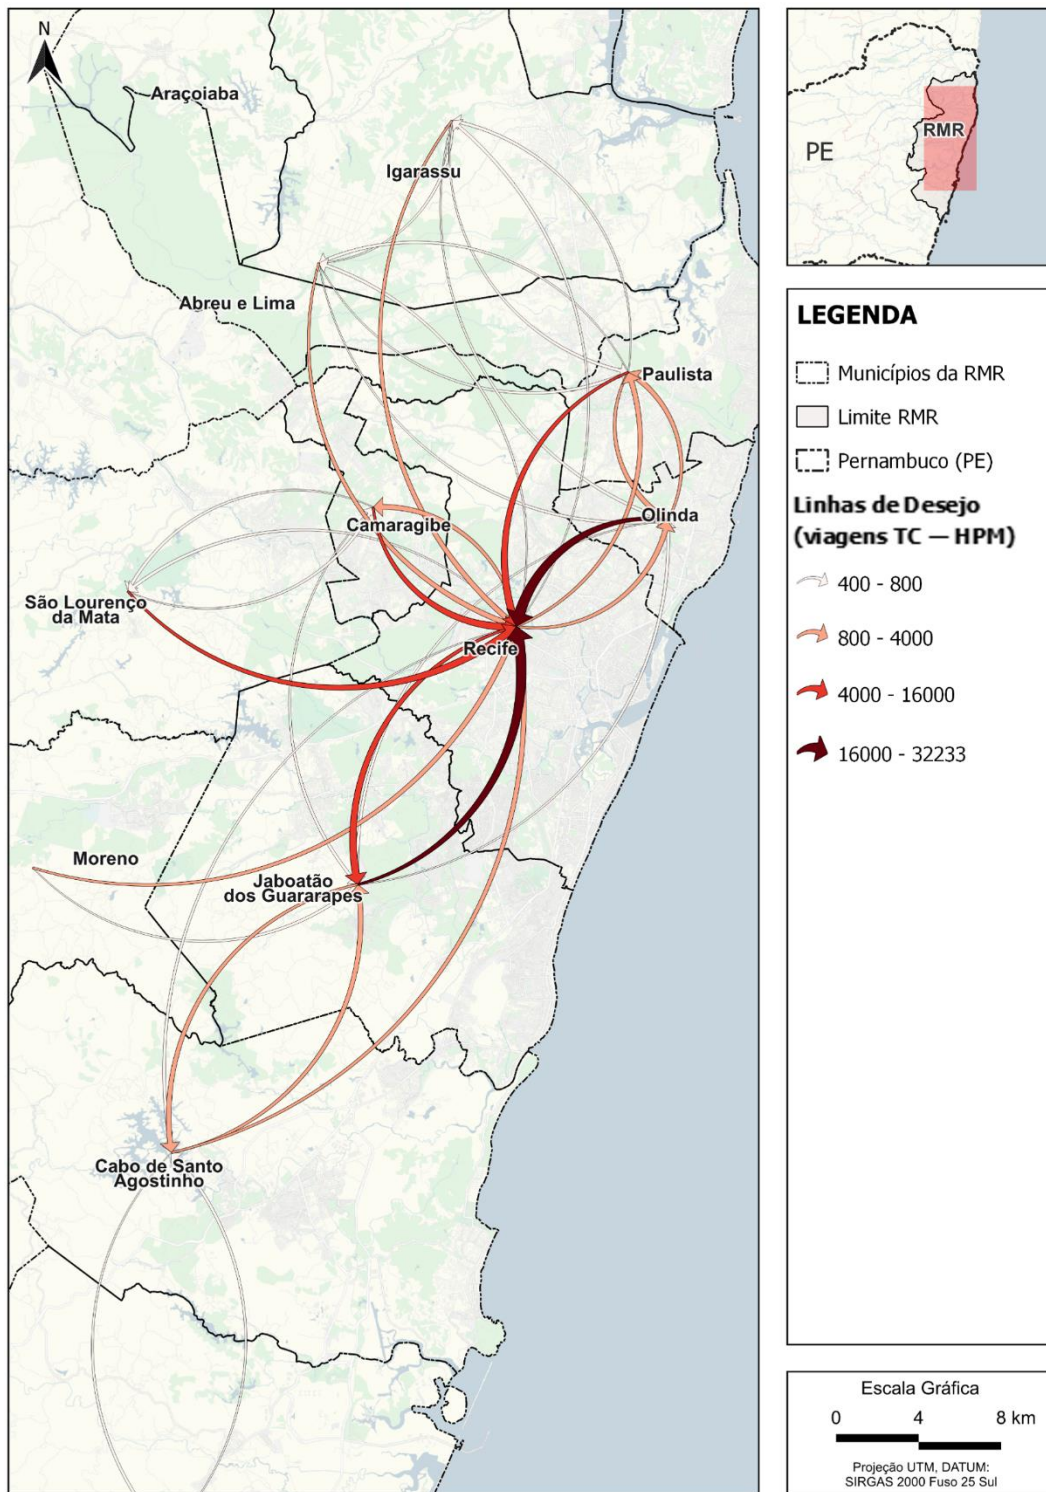 N
Araçoiaba
Igarassu
Abreu e Lima
Paulista
Olinda
Camaragibe
São Lourenço
da Mata
Recife
Moreno
Jaboatão
dos Guararapes
Cabo de Santo
Agostinho
PE
RMR
LEGENDA
Municípios da RMR
Limite RMR
Pernambuco (PE)
Linhas de Desejo
(viagens TC — HPM)
400 - 800
800 - 4000
4000 - 16000
16000 - 32233
Escala Gráfica
0 4 8 km
Projeção UTM, DATUM:
SIRGAS 2000 Fuso 25 Sul